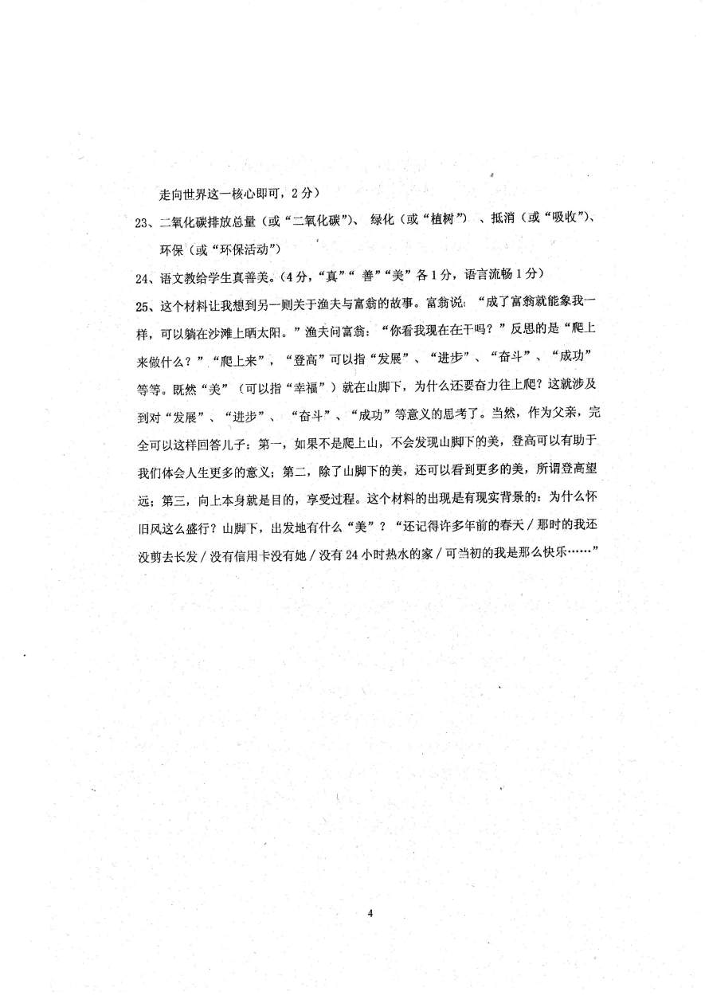 走向世界这一核心即可，2 分）
23、二氧化碳排放总量（或“二氧化碳”）、 绿化（或“植树”） 、抵消（或“吸收”）、
环保（或“环保活动”）
24、语文教给学生真善美。（4 分，“真”“ 善”“美”各 1 分，语言流畅 1 分）
25、这个材料让我想到另一则关于渔夫与富翁的故事。富翁说：“成了富翁就能象我一
样，可以躺在沙滩上晒太阳。”渔夫问富翁：“你看我现在在干吗？”反思的是“爬上
来做什么？”“爬上来”，“登高”可以指“发展”、“进步”、“奋斗”、“成功”
等等。既然“美”（可以指“幸福”）就在山脚下，为什么还要奋力往上爬？这就涉及
到对“发展”、“进步”、 “奋斗”、“成功”等意义的思考了。当然，作为父亲，完
全可以这样回答儿子：第一，如果不是爬上山，不会发现山脚下的美，登高可以有助于
我们体会人生更多的意义；第二，除了山脚下的美，还可以看到更多的美，所谓登高望
远；第三，向上本身就是目的，享受过程。这个材料的出现是有现实背景的：为什么怀
旧风这么盛行？山脚下，出发地有什么“美”？“还记得许多年前的春天 / 那时的我还
没剪去长发 / 没有信用卡没有她 / 没有 24 小时热水的家 / 可当初的我是那么快乐……”
4